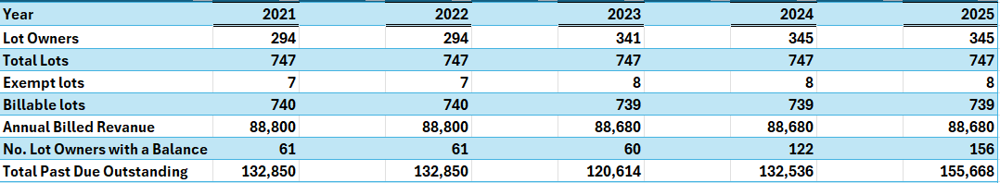 Year 2021 2022 2023 2024 2025
Lot Owners 294 294 341 345 345
Total Lots 747 747 747 747 747
Exempt lots 7 7 8 8 8
Billable lots 740 740 739 739 739
Annual Billed Revanue 88,800 88,800 88,680 88,680 88,680
No. Lot Owners with a Balance 61 61 60 122 156
Total Past Due Outstanding 132,850 132,850 120,614 132,536 155,668